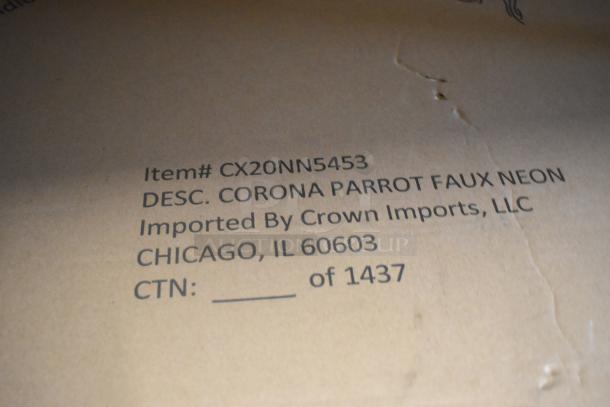 Item# CX20NN5453
DESC. CORONA PARROT FAUX NEON
Imported By Crown Imports, LLC
CHICAGO, IL 60603
CTN: ______ of 1437